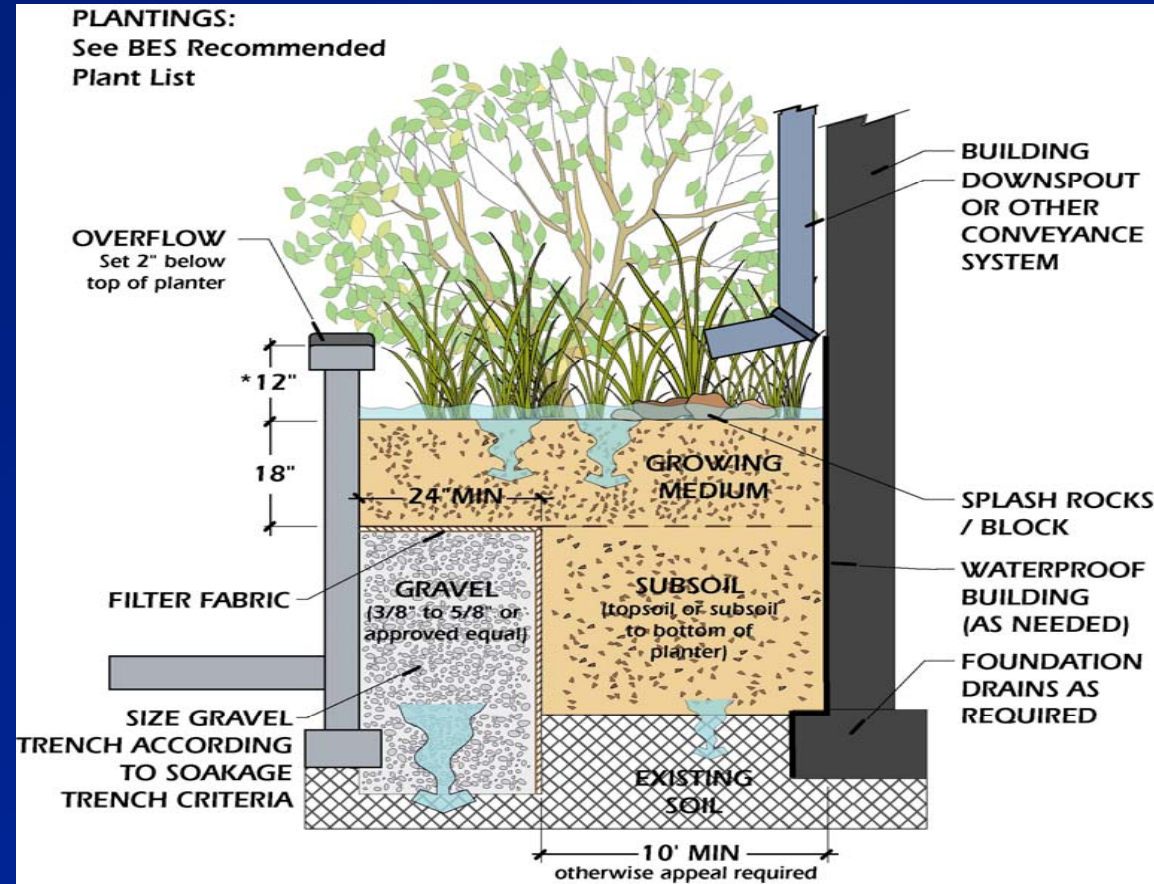 PLANTINGS:
See BES Recommended
Plant List
OVERFLOW
Set 2" below
top of planter
*12"
18"
24"MIN
FILTER FABRIC
GRAVEL
(3/8" to 5/8" or
approved equal)
SIZE GRAVEL
TRENCH ACCORDING
TO SOAKAGE
TRENCH CRITERIA
GROWING
MEDIUM
SUBSOIL
(topsoil or subsoil
to bottom of
planter)
EXISTING
SOIL
10' MIN
otherwise appeal required
BUILDING
DOWNSPOUT
OR OTHER
CONVEYANCE
SYSTEM
SPLASH ROCKS
/ BLOCK
WATERPROOF
BUILDING
(AS NEEDED)
FOUNDATION
DRAINS AS
REQUIRED